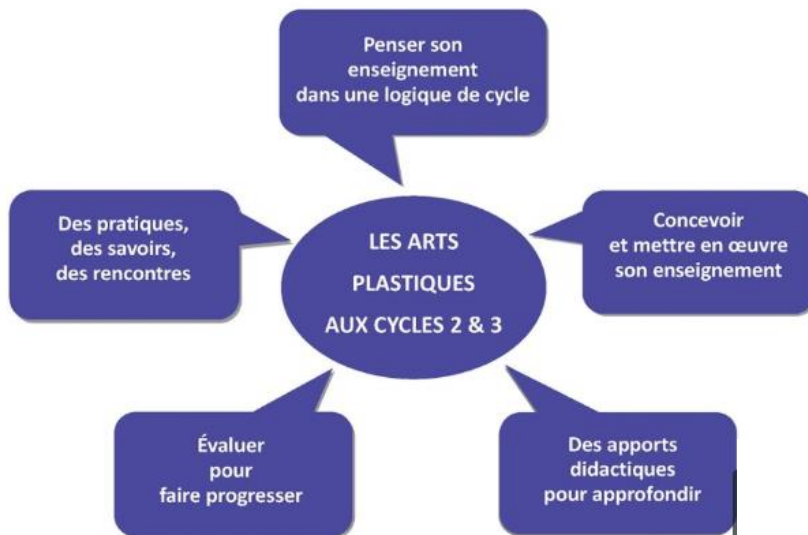 Penser son
enseignement
dans une logique de cycle
Des pratiques,
des savoirs,
des rencontres
LES ARTS
PLASTIQUES
AUX CYCLES 2 & 3
Concevoir
et mettre en œuvre
son enseignement
Évaluer
pour
faire progresser
Des apports
didactiques
pour approfondir